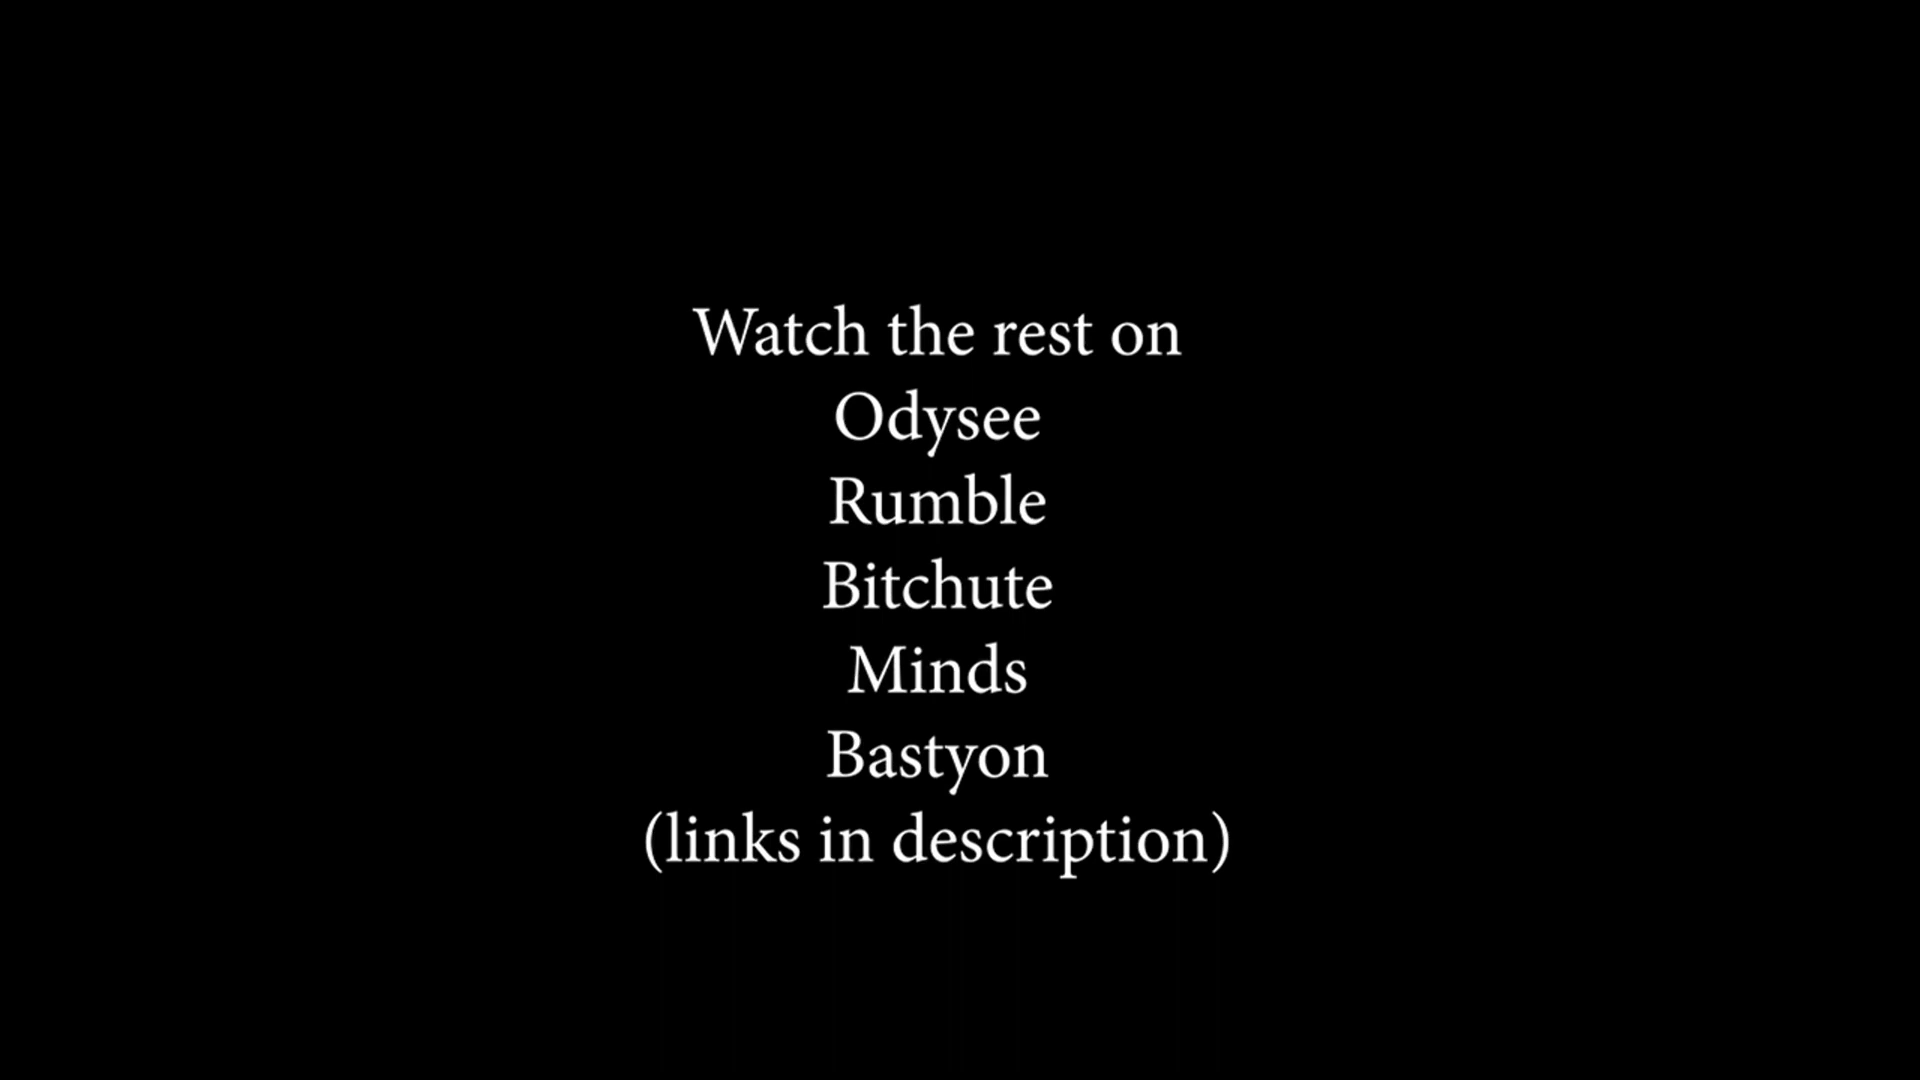 Watch the rest on
Odysee
Rumble
Bitchute
Minds
Bastyon
(links in description)